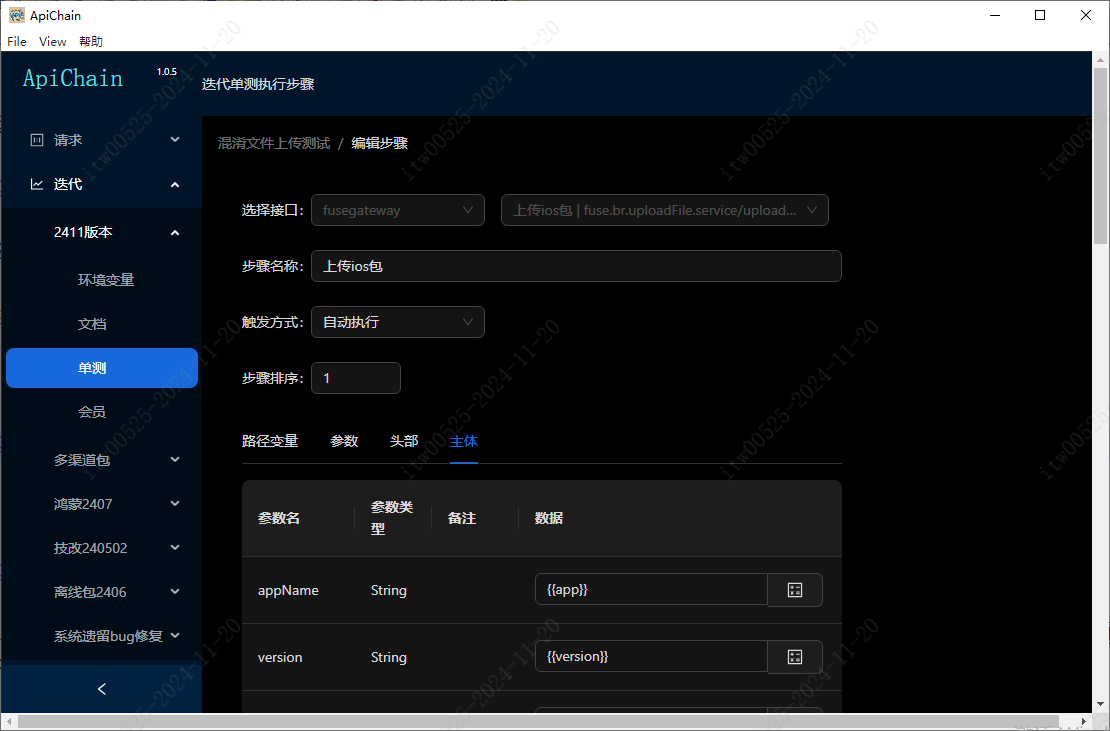 ApiChain
File View 帮助
ApiChain 1.0.5
迭代单测执行步骤
请求
迭代
2411版本
环境变量
文档
单测
会员
多渠道包
鸿蒙2407
技改240502
离线包2406
系统遗留bug修复
<
混淆文件上传测试 / 编辑步骤
选择接口: fusegateway 上传ios包 | fuse.br.uploadFile.service/upload...
步骤名称: 上传ios包
触发方式: 自动执行
步骤排序: 1
路径变量 参数 头部 主体
参数名 参数类型 备注 数据
appName String {{app}}
version String {{version}}
itw00525-2024-11-20
itw00525-2024-11-20
itw00525-2024-11-20
itw00525-2024-11-20
itw00525-2024-11-20
itw00525-2024-11-20